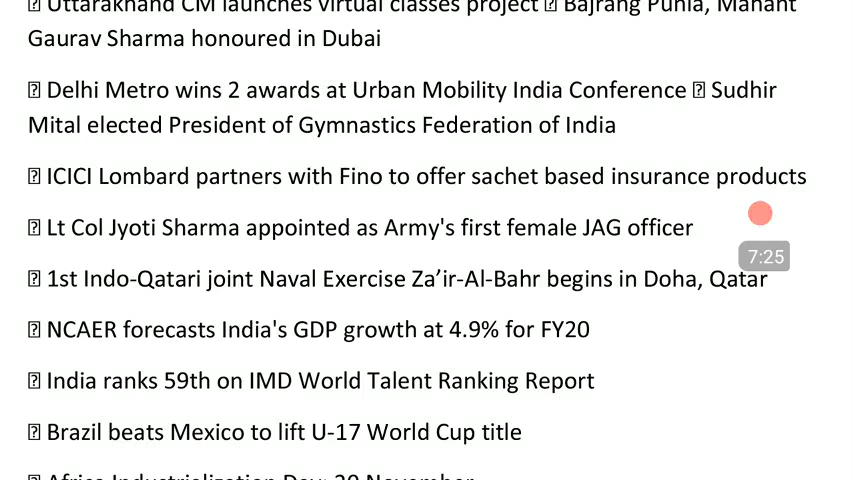 ⍰ Uttarakhand CM launches virtual classes project ⍰ Bajrang Punia, Mahant
Gaurav Sharma honoured in Dubai
⍰ Delhi Metro wins 2 awards at Urban Mobility India Conference ⍰ Sudhir
Mital elected President of Gymnastics Federation of India
⍰ ICICI Lombard partners with Fino to offer sachet based insurance products
⍰ Lt Col Jyoti Sharma appointed as Army's first female JAG officer
7:25
⍰ 1st Indo-Qatari joint Naval Exercise Za’ir-Al-Bahr begins in Doha, Qatar
⍰ NCAER forecasts India's GDP growth at 4.9% for FY20
⍰ India ranks 59th on IMD World Talent Ranking Report
⍰ Brazil beats Mexico to lift U-17 World Cup title
⍰ Africa Industrialization Day: 20 November